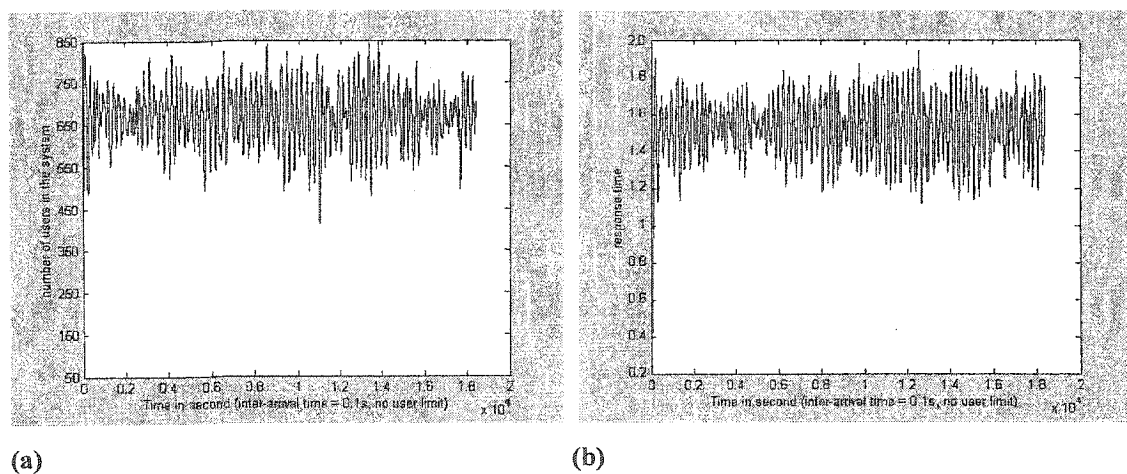 850
750
650
550
450
350
250
150
50
number of users in the system
0 0.2 0.4 0.6 0.8 1 1.2 1.4 1.6 1.8 2
x 10⁴
Time in second (inter-arrival time = 0.1s, no user limit)
(a)
2.0
1.8
1.6
1.4
1.2
1
0.8
0.6
0.4
0.2
response time
0 0.2 0.4 0.6 0.8 1 1.2 1.4 1.6 1.8 2
x 10⁴
Time in second (inter-arrival time = 0.1s, no user limit)
(b)